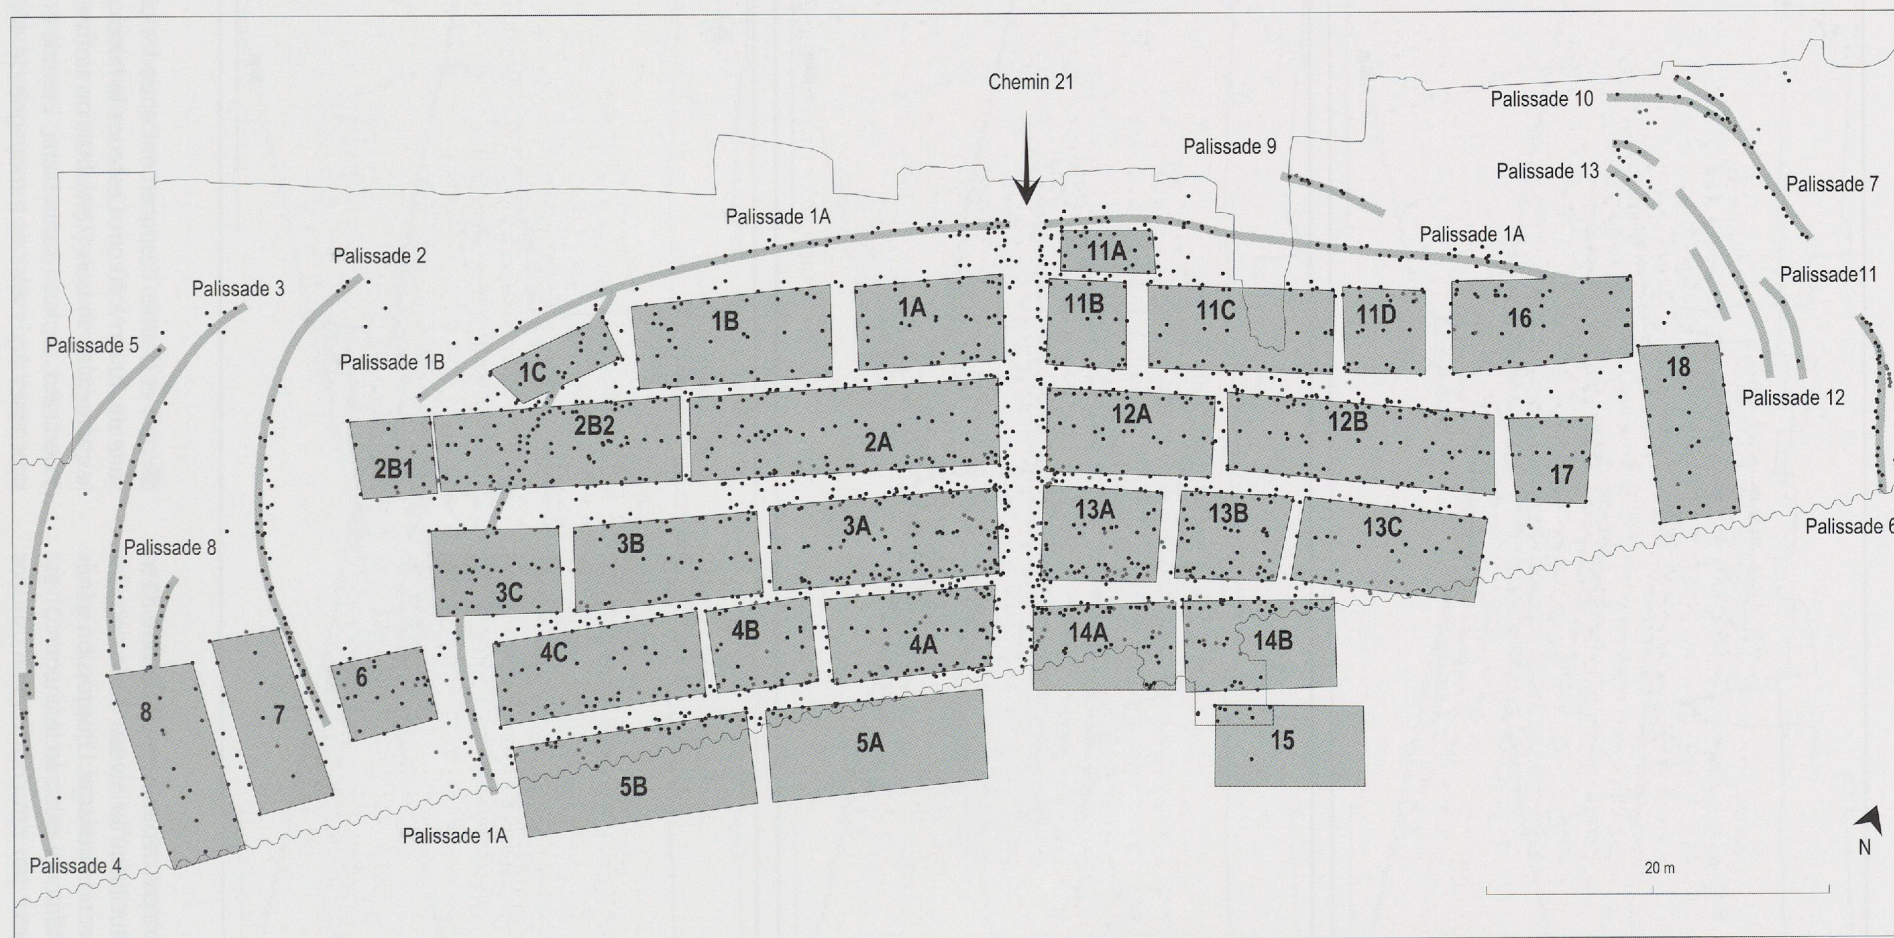 Chemin 21
Palissade 10
Palissade 9
Palissade 13
Palissade 7
Palissade 1A
Palissade 1A
Palissade 2
11A
Palissade 3
Palissade11
1B
1A
11B
11C
11D
16
Palissade 5
Palissade 1B
1C
18
Palissade 12
2B2
2A
12A
12B
2B1
17
3A
13A
13B
13C
Palissade 6
Palissade 8
3B
3C
4B
4A
14A
14B
4C
6
8
7
5A
15
5B
Palissade 1A
Palissade 4
N
20 m